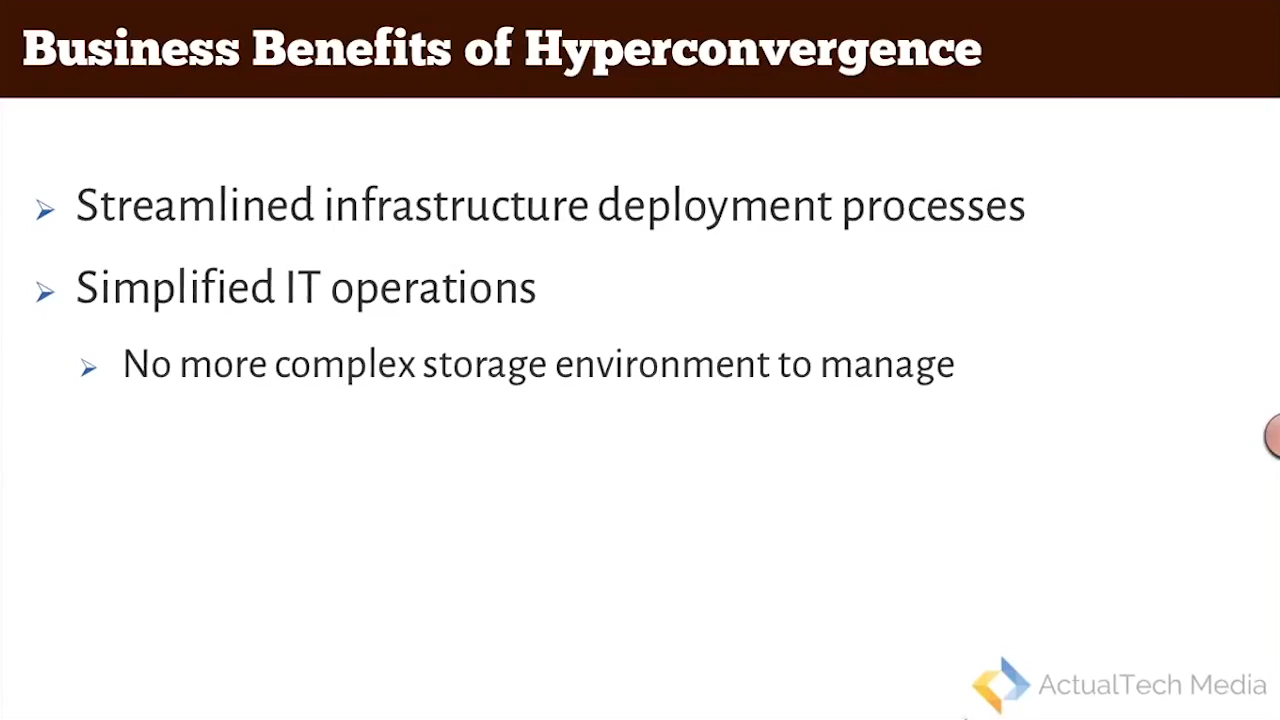 Business Benefits of Hyperconvergence
Streamlined infrastructure deployment processes
Simplified IT operations
No more complex storage environment to manage
ActualTech Media